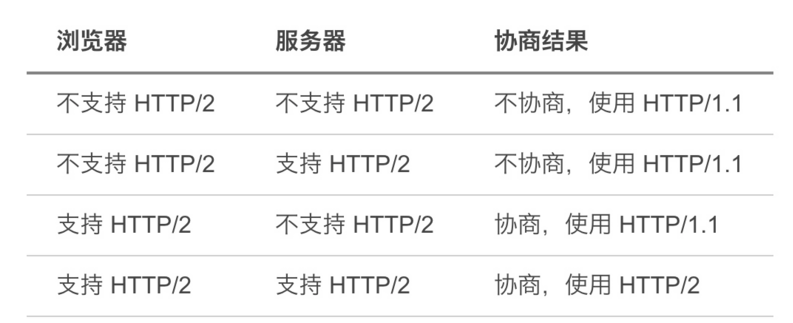 浏览器 服务器 协商结果
不支持 HTTP/2 不支持 HTTP/2 不协商，使用 HTTP/1.1
不支持 HTTP/2 支持 HTTP/2 不协商，使用 HTTP/1.1
支持 HTTP/2 不支持 HTTP/2 协商，使用 HTTP/1.1
支持 HTTP/2 支持 HTTP/2 协商，使用 HTTP/2